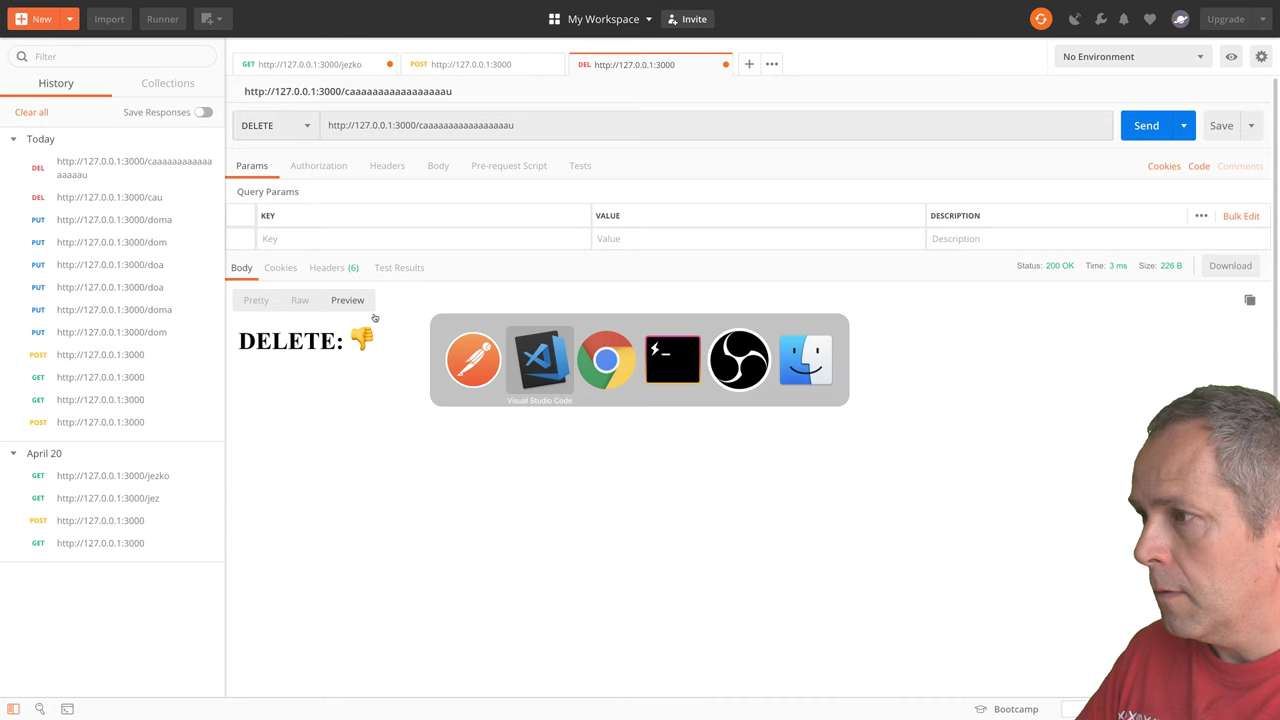 New
Import
Runner
My Workspace
Invite
Upgrade
Filter
History
Collections
Clear all
Save Responses
Today
DEL http://127.0.0.1:3000/caaaaaaaaaaaa
aaaaau
DEL http://127.0.0.1:3000/cau
PUT http://127.0.0.1:3000/doma
PUT http://127.0.0.1:3000/dom
PUT http://127.0.0.1:3000/doa
PUT http://127.0.0.1:3000/doa
PUT http://127.0.0.1:3000/doma
PUT http://127.0.0.1:3000/dom
POST http://127.0.0.1:3000
GET http://127.0.0.1:3000
GET http://127.0.0.1:3000
POST http://127.0.0.1:3000
April 20
GET http://127.0.0.1:3000/jezko
GET http://127.0.0.1:3000/jez
POST http://127.0.0.1:3000
GET http://127.0.0.1:3000
GET http://127.0.0.1:3000/jezko
POST http://127.0.0.1:3000
DEL http://127.0.0.1:3000
No Environment
http://127.0.0.1:3000/caaaaaaaaaaaaaaaaau
DELETE
http://127.0.0.1:3000/caaaaaaaaaaaaaaaaau
Send
Save
Params
Authorization
Headers
Body
Pre-request Script
Tests
Cookies
Code
Comments
Query Params
KEY
VALUE
DESCRIPTION
Bulk Edit
Key
Value
Description
Body
Cookies
Headers (6)
Test Results
Status: 200 OK
Time: 3 ms
Size: 226 B
Download
Pretty
Raw
Preview
DELETE: 👎
Visual Studio Code
Bootcamp